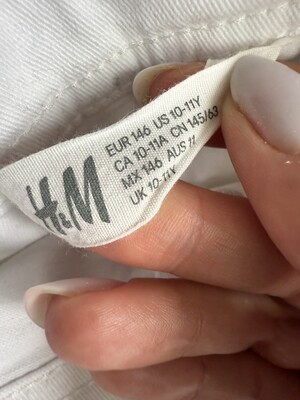 H&M
EUR 146 US 10-11Y
CA 10-11A CN 145/63
MX 146 AUS 11
UK 10-11Y